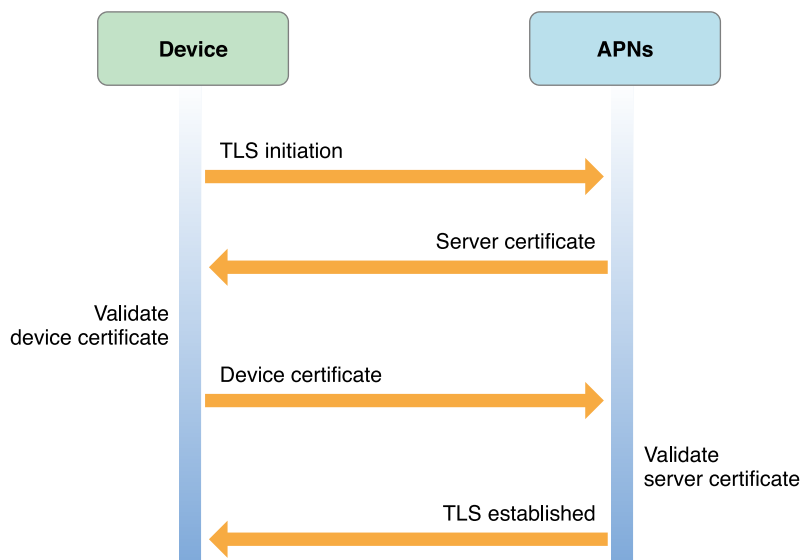 Device
APNs
TLS initiation
Server certificate
Validate
device certificate
Device certificate
Validate
server certificate
TLS established